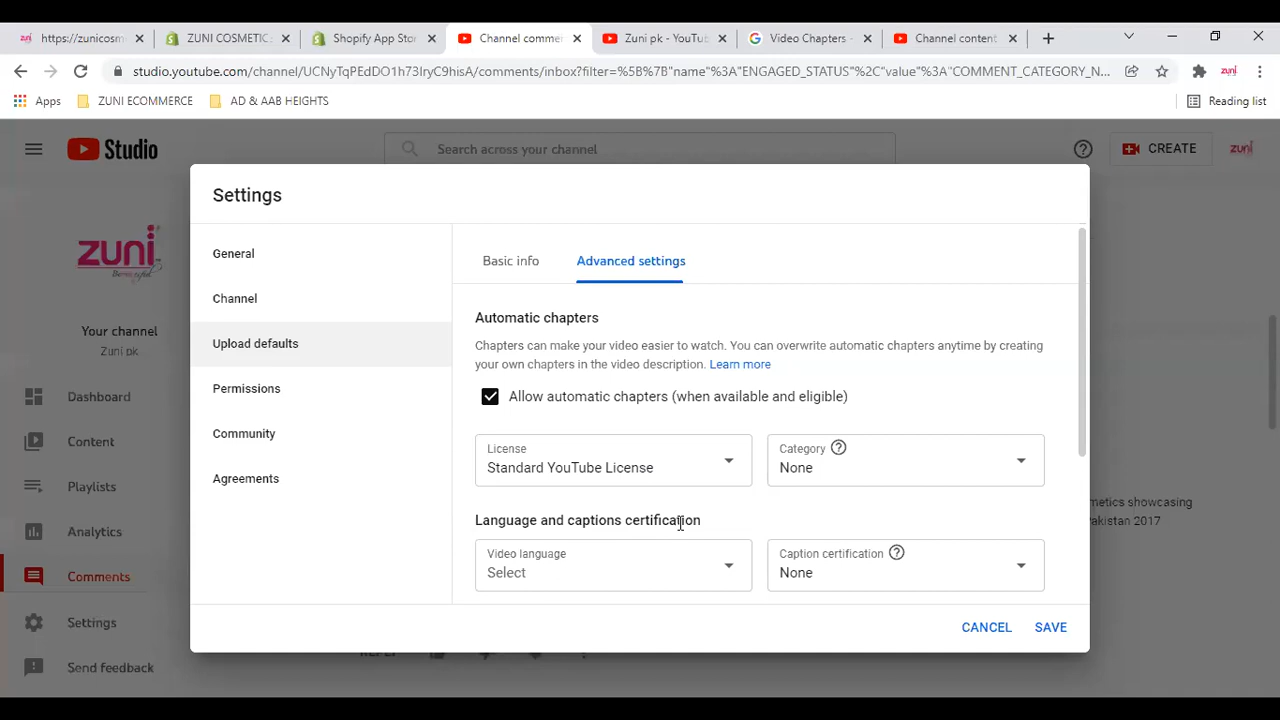 https://zunicosm
ZUNI COSMETIC
Shopify App Stor
Channel comme
Zuni pk - YouTub
Video Chapters -
Channel content
studio.youtube.com/channel/UCNyTqPEdDO1h73IryC9hisA/comments/inbox?filter=%5B%7B"name"%3A"ENGAGED_STATUS"%2C"value"%3A"COMMENT_CATEGORY_N...
zuni
Apps
ZUNI ECOMMERCE
AD & AAB HEIGHTS
Reading list
Studio
Search across your channel
CREATE
zuni
Settings
zuni
General
Basic info
Advanced settings
Channel
Automatic chapters
Your channel
Zuni pk
Upload defaults
Chapters can make your video easier to watch. You can overwrite automatic chapters anytime by creating
your own chapters in the video description. Learn more
Permissions
Dashboard
Allow automatic chapters (when available and eligible)
Content
Community
License
Standard YouTube License
Category
None
Playlists
Agreements
metics showcasing
Pakistan 2017
Analytics
Language and captions certification
Video language
Select
Caption certification
None
Comments
Settings
CANCEL
SAVE
REPLY
Send feedback